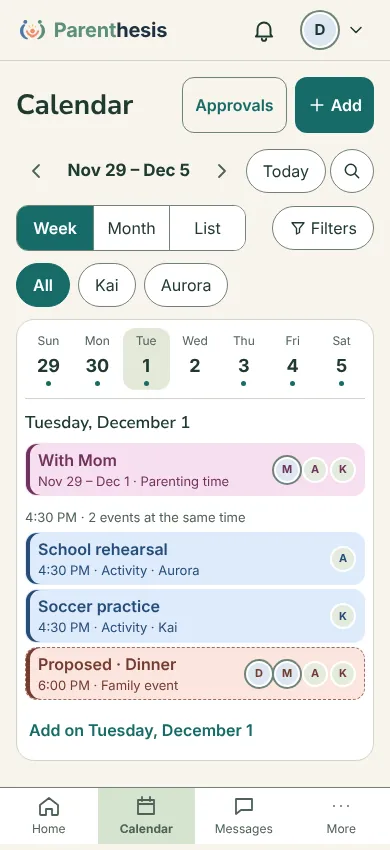 Parenthesis
D
Calendar
Approvals
+ Add
Nov 29 – Dec 5
Today
Week
Month
List
Filters
All
Kai
Aurora
Sun Mon Tue Wed Thu Fri Sat
29 30 1 2 3 4 5
Tuesday, December 1
With Mom
Nov 29 – Dec 1 · Parenting time
M A K
4:30 PM · 2 events at the same time
School rehearsal
4:30 PM · Activity · Aurora
A
Soccer practice
4:30 PM · Activity · Kai
K
Proposed · Dinner
6:00 PM · Family event
D M A K
Add on Tuesday, December 1
Home
Calendar
Messages
More